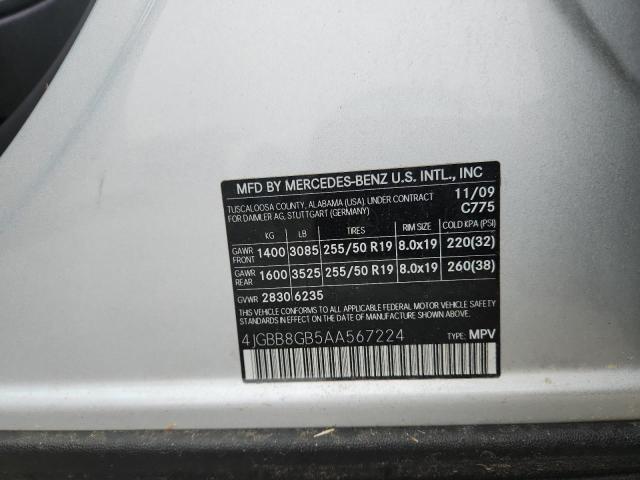 MFD BY MERCEDES-BENZ U.S. INTL., INC
TUSCALOOSA COUNTY, ALABAMA (USA), UNDER CONTRACT 11/09
FOR DAIMLER AG, STUTTGART (GERMANY) C775
KG LB TIRES RIM SIZE COLD KPA (PSI)
GAWR FRONT 1400 3085 255/50 R19 8.0x19 220(32)
GAWR REAR 1600 3525 255/50 R19 8.0x19 260(38)
GVWR 2830 6235
THIS VEHICLE CONFORMS TO ALL APPLICABLE FEDERAL MOTOR VEHICLE SAFETY
STANDARDS IN EFFECT ON THE DATE OF MANUFACTURE SHOWN ABOVE.
4JGBB8GB5AA567224 TYPE: MPV